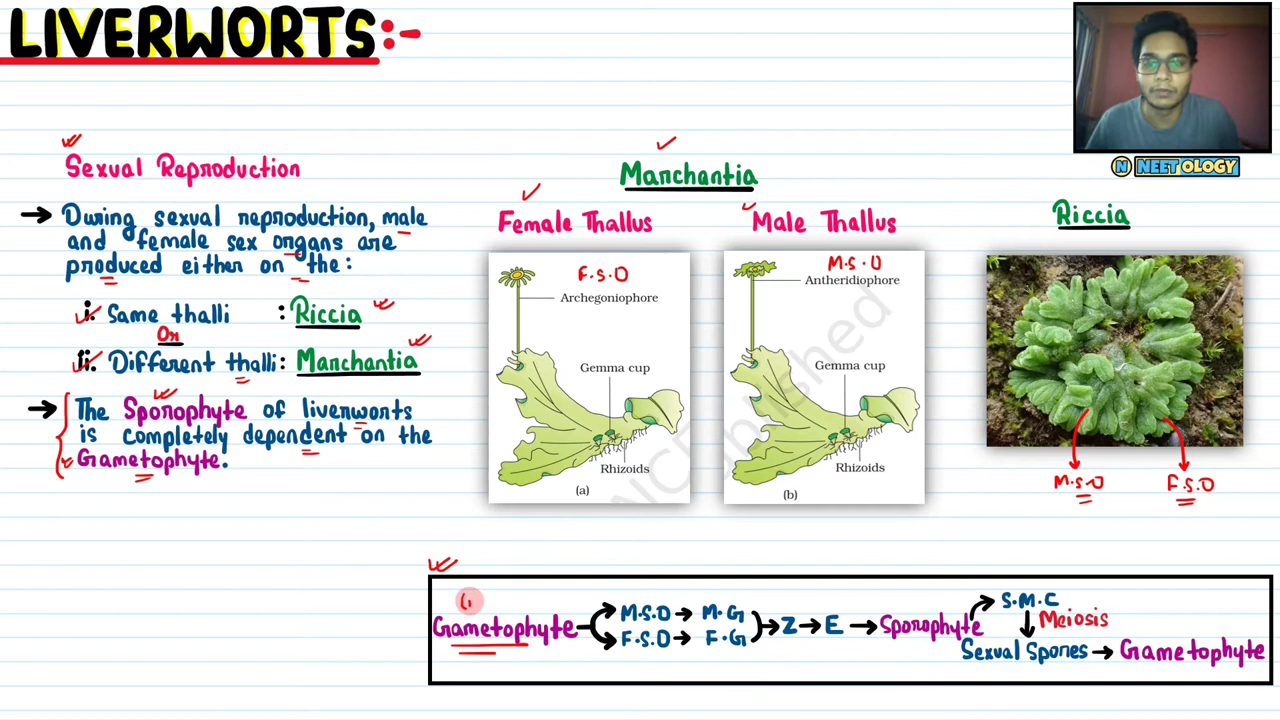 LIVERWORTS:-
N NEETOLOGY
Sexual Reproduction
→ During sexual reproduction, male
and female sex organs are
produced either on the:
i. Same thalli : Riccia
Or
ii. Different thalli: Marchantia
→ The Sporophyte of liverworts
is completely dependent on the
Gametophyte.
Marchantia
Female Thallus
F.S.O
Archegoniophore
Gemma cup
Rhizoids
(a)
Male Thallus
M.S.O
Antheridiophore
Gemma cup
Rhizoids
(b)
Riccia
M.S.O
F.S.O
Gametophyte
M.S.O → M.G
F.S.O → F.G
→ Z → E → Sporophyte
S.M.C
Meiosis
Sexual Spores → Gametophyte